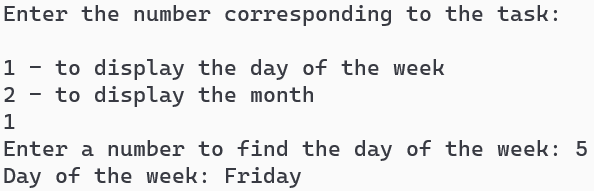 Enter the number corresponding to the task:
1 – to display the day of the week
2 – to display the month
1
Enter a number to find the day of the week: 5
Day of the week: Friday